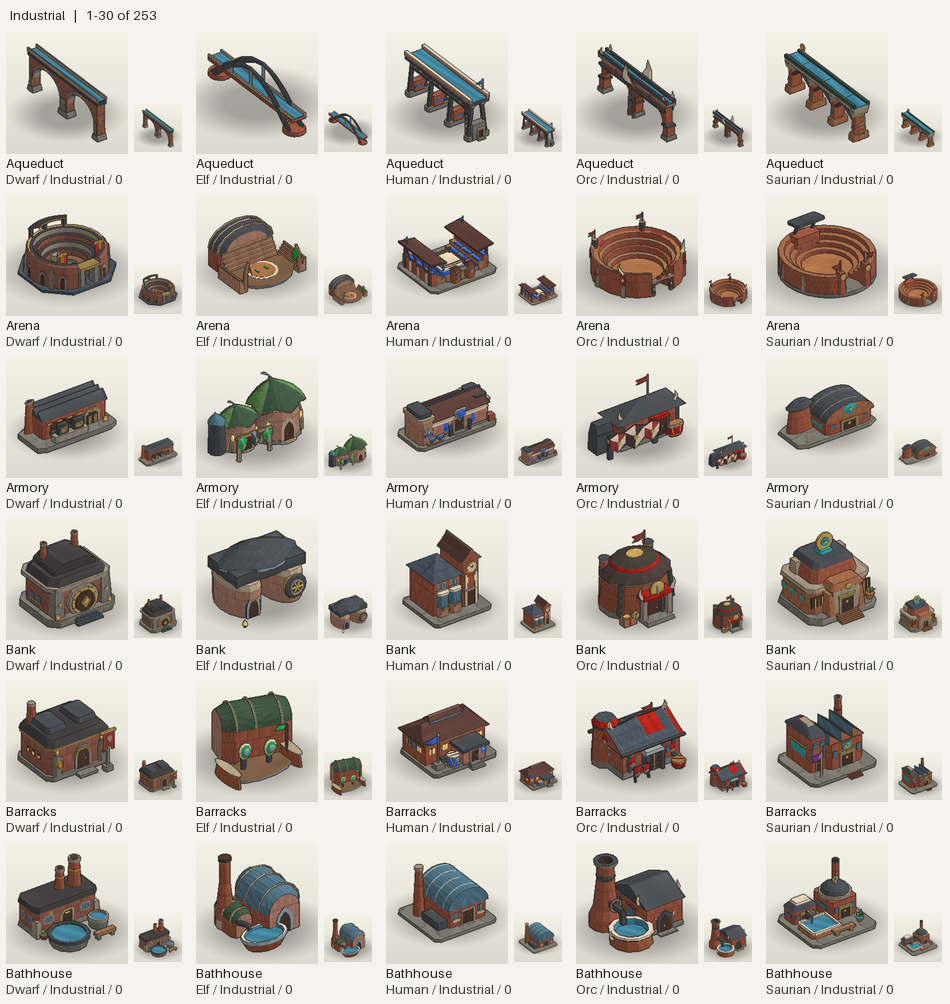 Industrial | 1-30 of 253
Aqueduct Aqueduct Aqueduct Aqueduct Aqueduct
Dwarf / Industrial / 0 Elf / Industrial / 0 Human / Industrial / 0 Orc / Industrial / 0 Saurian / Industrial / 0
Arena Arena Arena Arena Arena
Dwarf / Industrial / 0 Elf / Industrial / 0 Human / Industrial / 0 Orc / Industrial / 0 Saurian / Industrial / 0
Armory Armory Armory Armory Armory
Dwarf / Industrial / 0 Elf / Industrial / 0 Human / Industrial / 0 Orc / Industrial / 0 Saurian / Industrial / 0
Bank Bank Bank Bank Bank
Dwarf / Industrial / 0 Elf / Industrial / 0 Human / Industrial / 0 Orc / Industrial / 0 Saurian / Industrial / 0
Barracks Barracks Barracks Barracks Barracks
Dwarf / Industrial / 0 Elf / Industrial / 0 Human / Industrial / 0 Orc / Industrial / 0 Saurian / Industrial / 0
Bathhouse Bathhouse Bathhouse Bathhouse Bathhouse
Dwarf / Industrial / 0 Elf / Industrial / 0 Human / Industrial / 0 Orc / Industrial / 0 Saurian / Industrial / 0